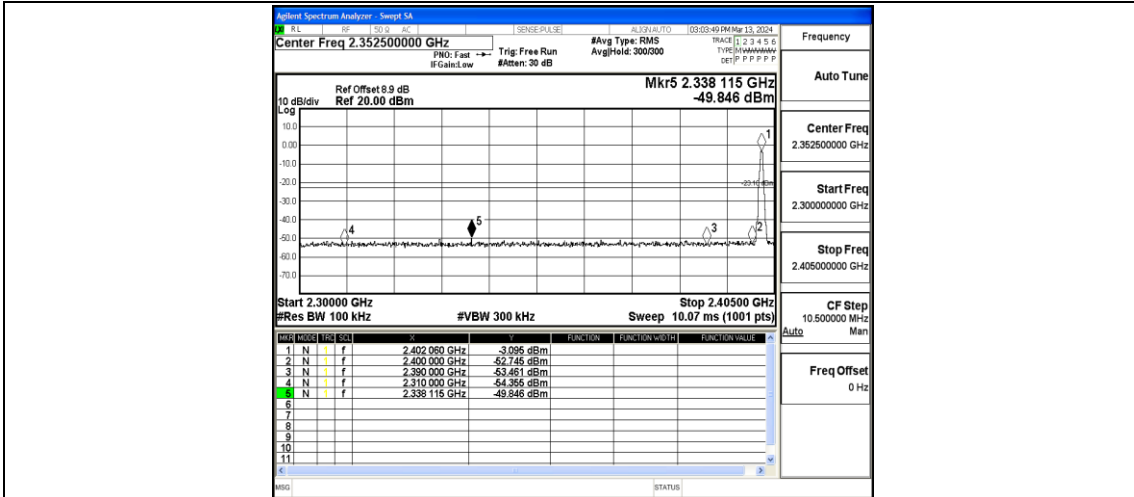 Agilent Spectrum Analyzer - Swept SA
RL RF 50 Ω AC SENSE:PULSE ALIGN AUTO 03:03:49 PM Mar 13, 2024
Center Freq 2.352500000 GHz
PNO: Fast
IFGain:Low
Trig: Free Run
#Atten: 30 dB
#Avg Type: RMS
Avg|Hold: 300/300
TRACE 1 2 3 4 5 6
TYPE MWWWWW
DET P P P P P P
Frequency
Auto Tune
Center Freq
2.352500000 GHz
Start Freq
2.300000000 GHz
Stop Freq
2.405000000 GHz
CF Step
10.500000 MHz
Auto Man
Freq Offset
0 Hz
Mkr5 2.338 115 GHz
-49.846 dBm
Ref Offset 8.9 dB
10 dB/div Ref 20.00 dBm
Log
10.0
0.00
-10.0
-20.0
-30.0
-40.0
-50.0
-60.0
-70.0
1
-23.10 dBm
4
5
3
2
Start 2.30000 GHz Stop 2.40500 GHz
#Res BW 100 kHz #VBW 300 kHz Sweep 10.07 ms (1001 pts)
MKR MODE TRC SCL X Y FUNCTION FUNCTION WIDTH FUNCTION VALUE
1 N 1 f 2.402 060 GHz -3.095 dBm
2 N 1 f 2.400 000 GHz -52.745 dBm
3 N 1 f 2.390 000 GHz -53.461 dBm
4 N 1 f 2.310 000 GHz -54.355 dBm
5 N 1 f 2.338 115 GHz -49.846 dBm
6
7
8
9
10
11
MSG STATUS